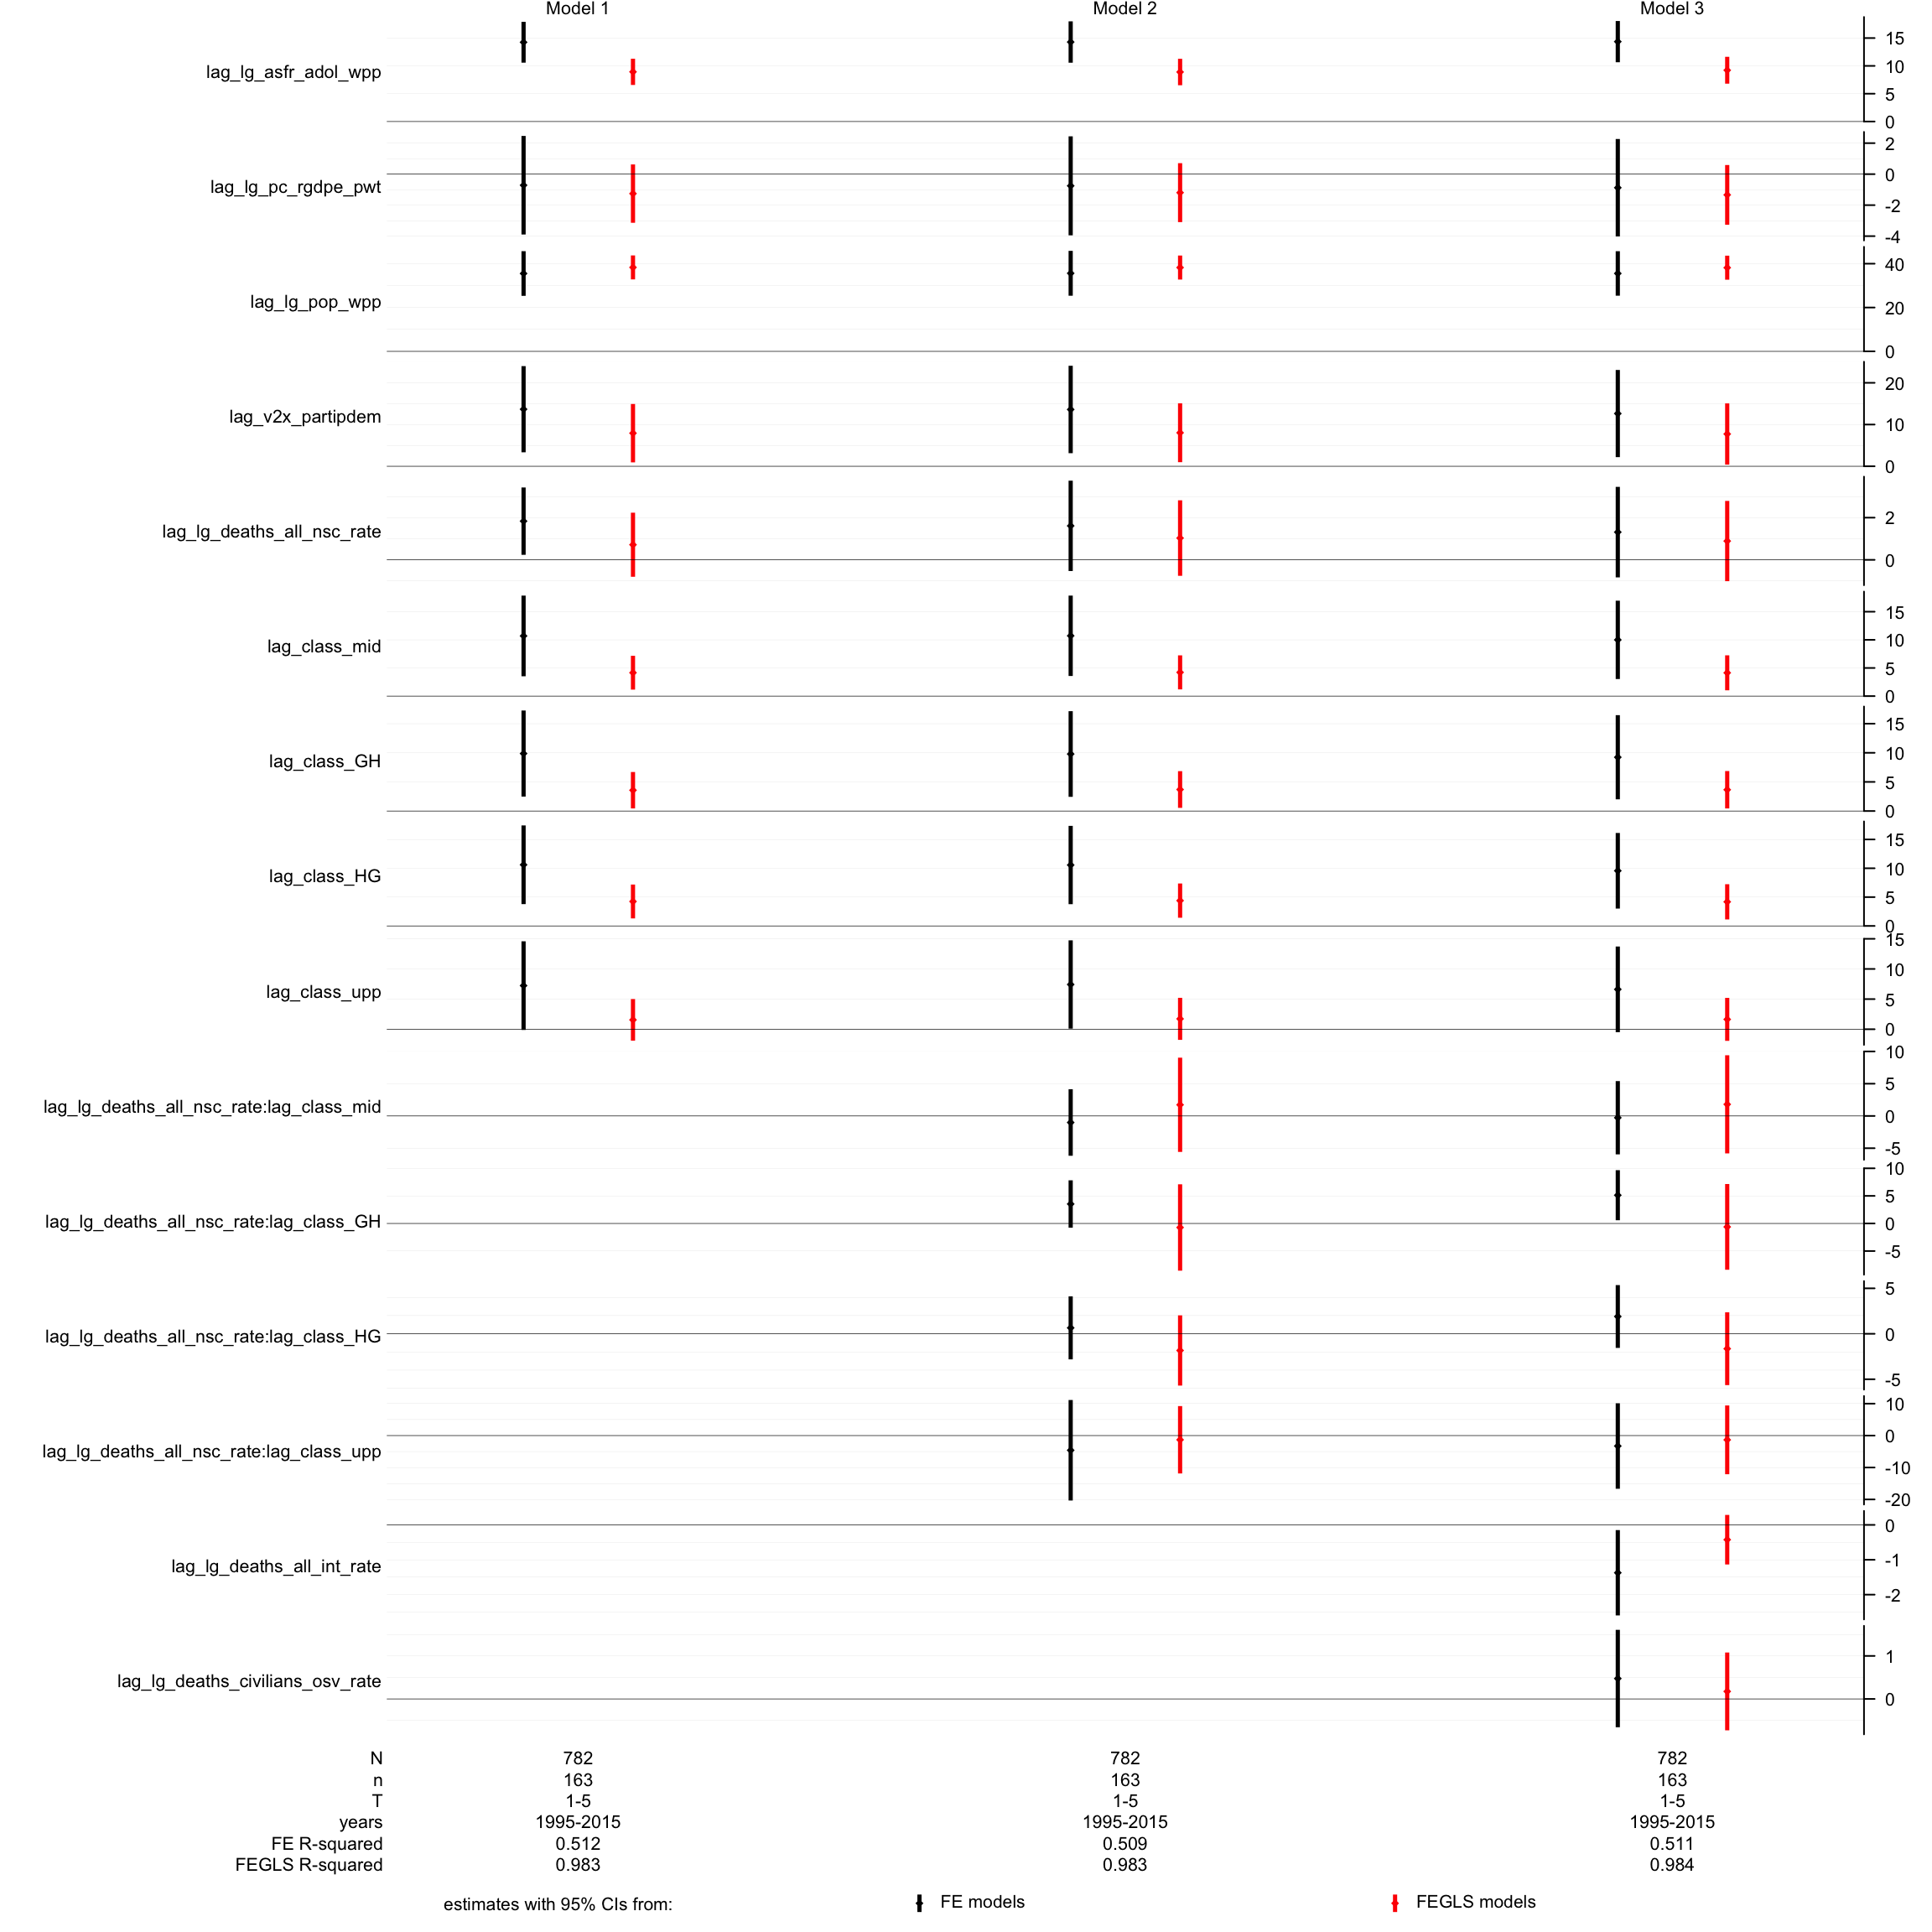 Model 1 Model 2 Model 3
lag_lg_asfr_adol_wpp
15
10
5
0
lag_lg_pc_rgdpe_pwt
2
0
-2
-4
lag_lg_pop_wpp
40
20
0
lag_v2x_partipdem
20
10
0
lag_lg_deaths_all_nsc_rate
2
0
lag_class_mid
15
10
5
0
lag_class_GH
15
10
5
0
lag_class_HG
15
10
5
0
lag_class_upp
15
10
5
0
lag_lg_deaths_all_nsc_rate:lag_class_mid
10
5
0
-5
lag_lg_deaths_all_nsc_rate:lag_class_GH
10
5
0
-5
lag_lg_deaths_all_nsc_rate:lag_class_HG
5
0
-5
lag_lg_deaths_all_nsc_rate:lag_class_upp
10
0
-10
-20
lag_lg_deaths_all_int_rate
0
-1
-2
lag_lg_deaths_civilians_osv_rate
1
0
N 782 782 782
n 163 163 163
T 1-5 1-5 1-5
years 1995-2015 1995-2015 1995-2015
FE R-squared 0.512 0.509 0.511
FEGLS R-squared 0.983 0.983 0.984
estimates with 95% CIs from: FE models FEGLS models